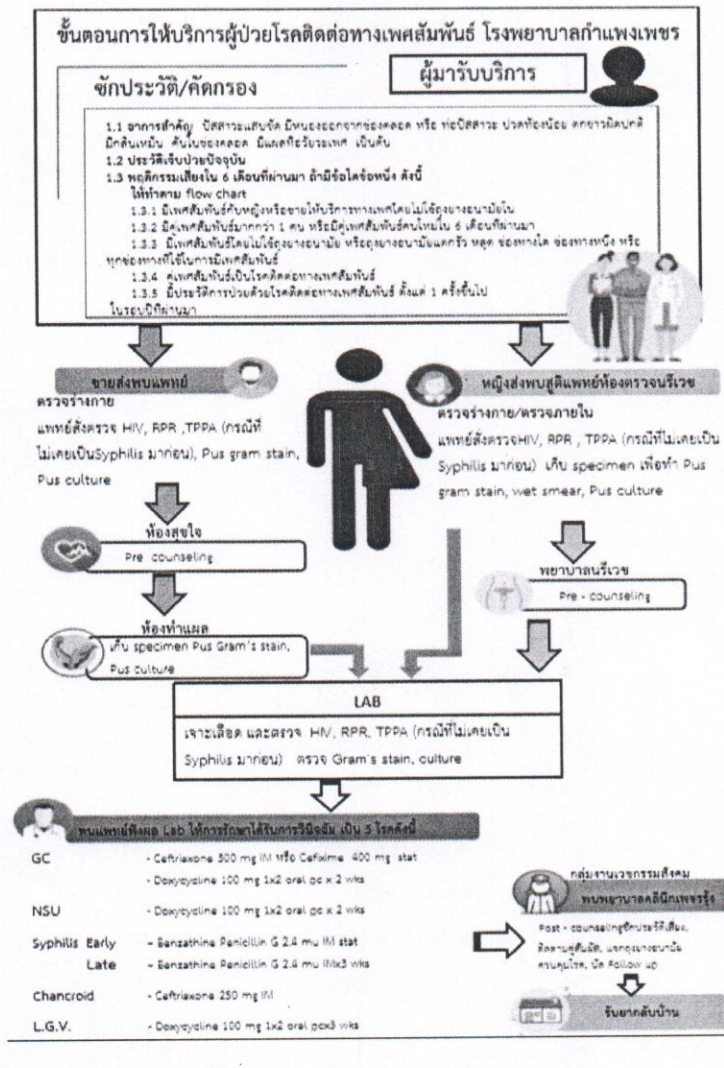 ขั้นตอนการให้บริการผู้ป่วยโรคติดต่อทางเพศสัมพันธ์ โรงพยาบาลกำแพงเพชร
ผู้มารับบริการ
ซักประวัติ/คัดกรอง
1.1 อาการสำคัญ ปัสสาวะแสบขัด มีหนองออกจากช่องคลอด หรือ ท่อปัสสาวะ ปวดท้องน้อย ตกขาวผิดปกติ
มีกลิ่นเหม็น คันในช่องคลอด มีแผลที่อวัยวะเพศ เป็นต้น
1.2 ประวัติเจ็บป่วยปัจจุบัน
1.3 พฤติกรรมเสี่ยงใน 6 เดือนที่ผ่านมา ถ้ามีข้อใดข้อหนึ่ง ดังนี้
ให้ทำตาม flow chart
1.3.1 มีเพศสัมพันธ์กับหญิงหรือชายให้บริการทางเพศโดยไม่ใช้ถุงยางอนามัยใน
1.3.2 มีคู่เพศสัมพันธ์มากกว่า 1 คน หรือมีคู่เพศสัมพันธ์คนใหม่ใน 6 เดือนที่ผ่านมา
1.3.3 มีเพศสัมพันธ์โดยไม่ใช้ถุงยางอนามัย หรือถุงยางอนามัยแตกรั่ว หลุด ช่องทางใด ช่องทางหนึ่ง หรือ
ทุกช่องทางที่ใช้ในการมีเพศสัมพันธ์
1.3.4 คู่เพศสัมพันธ์เป็นโรคติดต่อทางเพศสัมพันธ์
1.3.5 มีประวัติการป่วยด้วยโรคติดต่อทางเพศสัมพันธ์ ตั้งแต่ 1 ครั้งขึ้นไป
ในรอบปีที่ผ่านมา
ชายส่งพบแพทย์
ตรวจร่างกาย
แพทย์สั่งตรวจ HIV, RPR ,TPPA (กรณีที่
ไม่เคยเป็นSyphilis มาก่อน), Pus gram stain,
Pus culture
ห้องสุขใจ
Pre counseling
ห้องทำแผล
เก็บ specimen Pus Gram's stain,
Pus culture
หญิงส่งพบสูติแพทย์ห้องตรวจนรีเวช
ตรวจร่างกาย/ตรวจภายใน
แพทย์สั่งตรวจHIV, RPR , TPPA (กรณีที่ไม่เคยเป็น
Syphilis มาก่อน) เก็บ specimen เพื่อทำ Pus
gram stain, wet smear, Pus culture
พยาบาลนรีเวช
Pre - counseling
LAB
เจาะเลือด และตรวจ HIV, RPR, TPPA (กรณีที่ไม่เคยเป็น
Syphilis มาก่อน) ตรวจ Gram's stain, culture
พบแพทย์ฟังผล Lab ให้การรักษาได้รับการวินิจฉัย เป็น 5 โรคดังนี้
GC - Ceftriaxone 500 mg IM หรือ Cefixime 400 mg stat
- Doxycycline 100 mg 1x2 oral pc x 2 wks
NSU - Doxycycline 100 mg 1x2 oral pc x 2 wks
Syphilis Early - Benzathine Penicillin G 2.4 mu IM stat
Late - Benzathine Penicillin G 2.4 mu IMx3 wks
Chancroid - Ceftriaxone 250 mg IM
L.G.V. - Doxycycline 100 mg 1x2 oral pcx3 wks
กลุ่มงานเวชกรรมสังคม
พบพยาบาลคลินิกเพชรรุ้ง
Post - counselingซักประวัติเสี่ยง,
ติดตามคู่สัมผัส, แจกถุงยางอนามัย
ควบคุมโรค, นัด Follow up
รับยากลับบ้าน